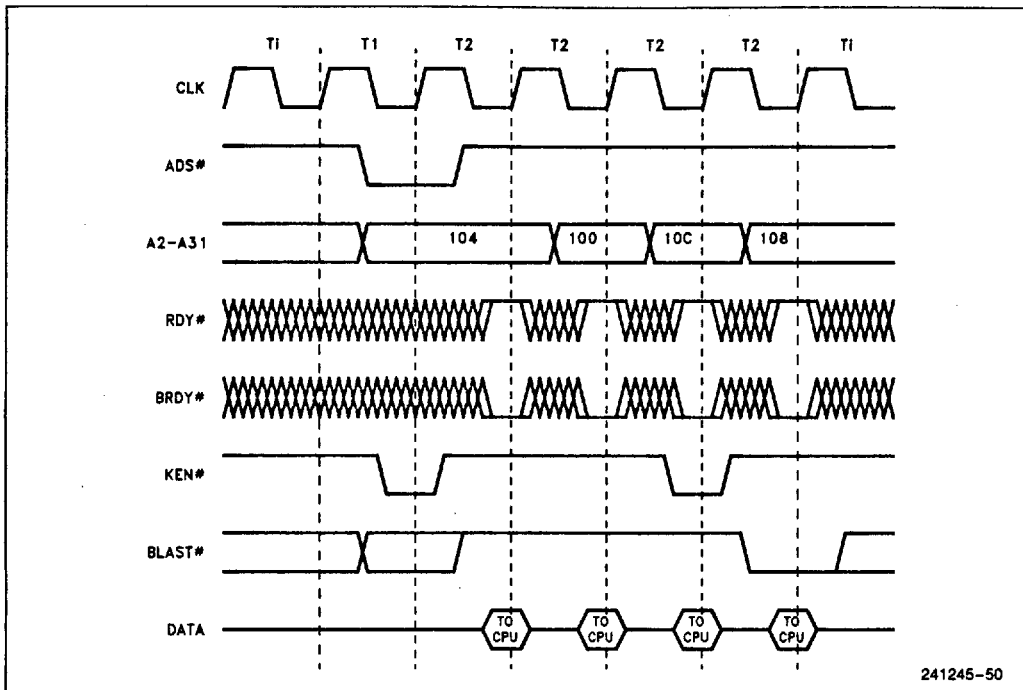 Ti T1 T2 T2 T2 T2 Ti
CLK
ADS#
A2-A31 104 100 10C 108
RDY#
BRDY#
KEN#
BLAST#
DATA TO CPU TO CPU TO CPU TO CPU
241245-50